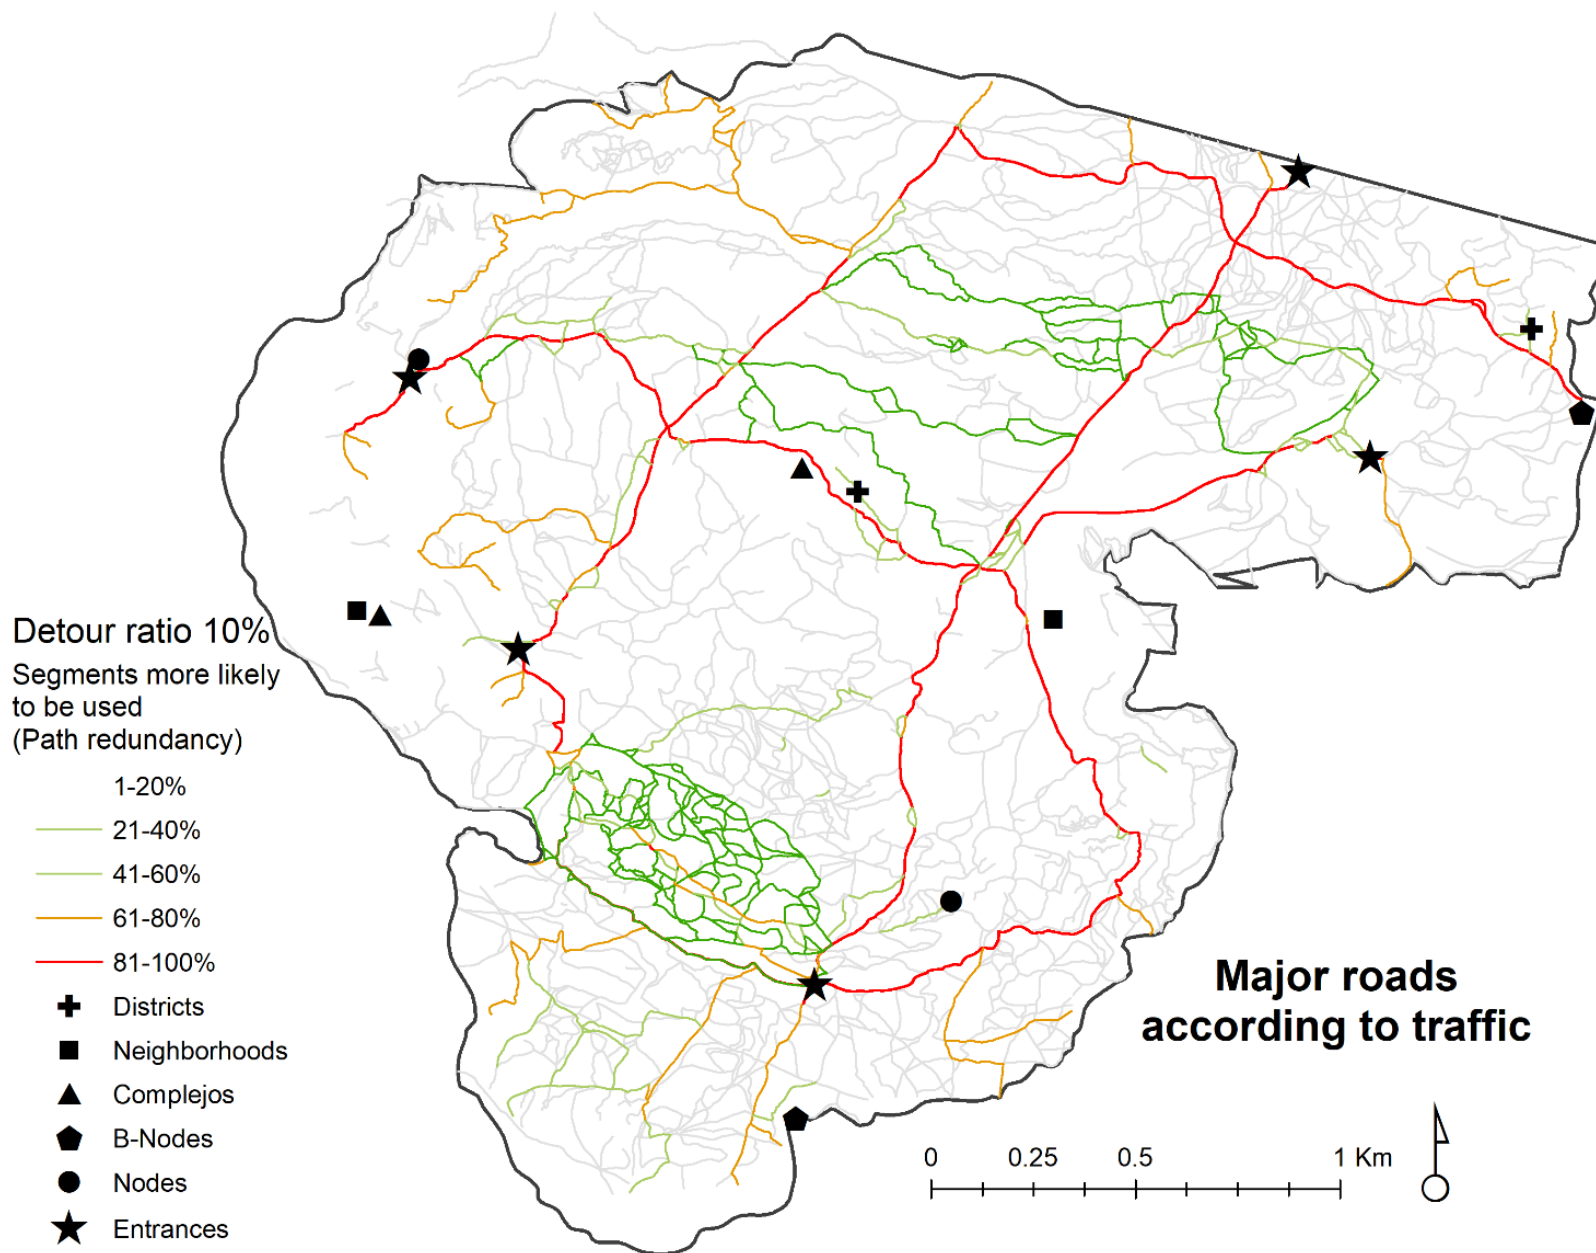 Detour ratio 10%
Segments more likely
to be used
(Path redundancy)
1-20%
21-40%
41-60%
61-80%
81-100%
Districts
Neighborhoods
Complejos
B-Nodes
Nodes
Entrances
Major roads
according to traffic
0 0.25 0.5 1 Km